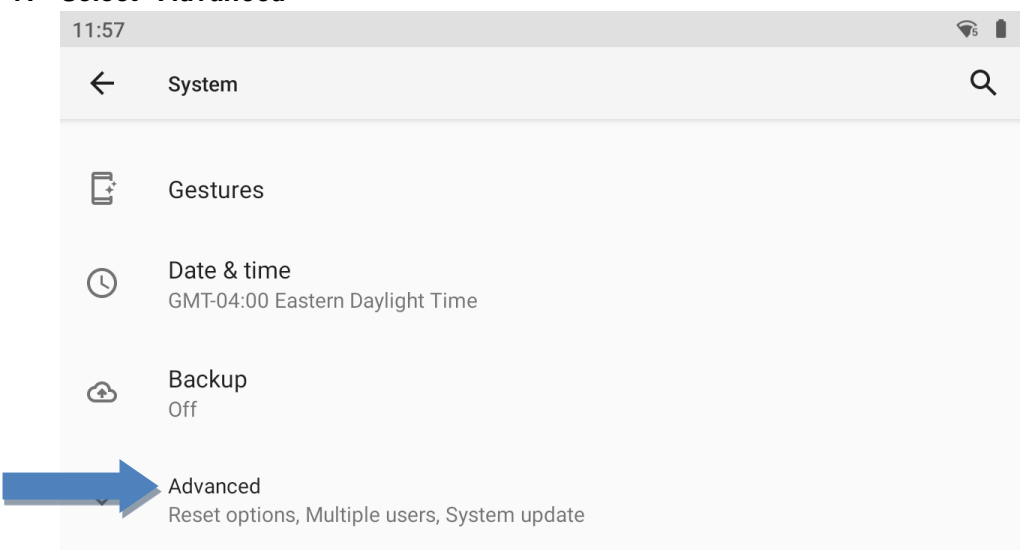 11:57
5
System
Gestures
Date & time
GMT-04:00 Eastern Daylight Time
Backup
Off
Advanced
Reset options, Multiple users, System update